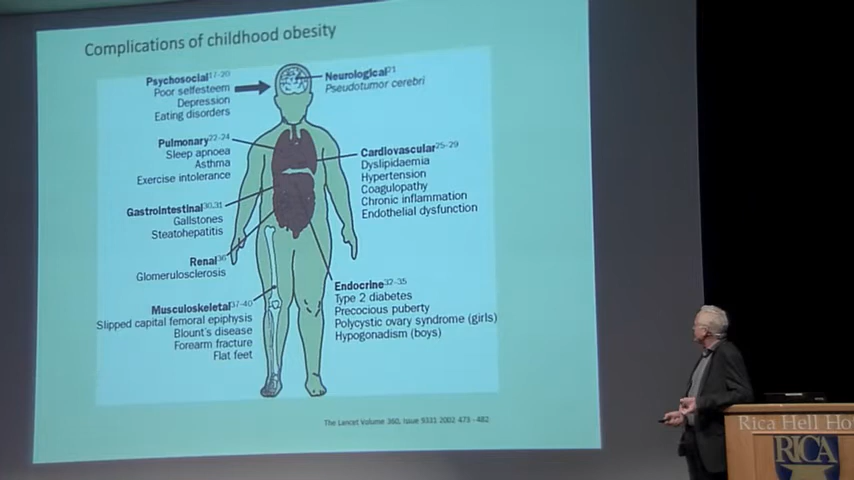 Complications of childhood obesity
Psychosocial17-20
Poor selfesteem
Depression
Eating disorders
Neurological21
Pseudotumor cerebri
Pulmonary22-24
Sleep apnoea
Asthma
Exercise intolerance
Cardiovascular25-29
Dyslipidaemia
Hypertension
Coagulopathy
Chronic inflammation
Endothelial dysfunction
Gastrointestinal30,31
Gallstones
Steatohepatitis
Renal36
Glomerulosclerosis
Musculoskeletal37-40
Slipped capital femoral epiphysis
Blount's disease
Forearm fracture
Flat feet
Endocrine32-35
Type 2 diabetes
Precocious puberty
Polycystic ovary syndrome (girls)
Hypogonadism (boys)
The Lancet Volume 360, Issue 9331 2002 473-482
Rica Hell Ho
RICA